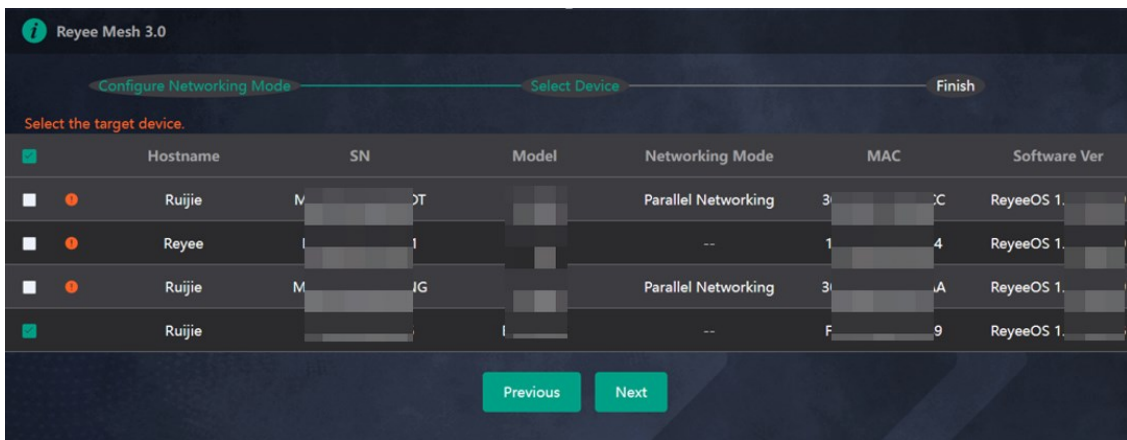 Reyee Mesh 3.0
Configure Networking Mode Select Device Finish
Select the target device.
Hostname SN Model Networking Mode MAC Software Ver
Ruijie Parallel Networking ReyeeOS 1.
Reyee -- ReyeeOS 1.
Ruijie Parallel Networking ReyeeOS 1.
Ruijie -- ReyeeOS 1.
Previous Next